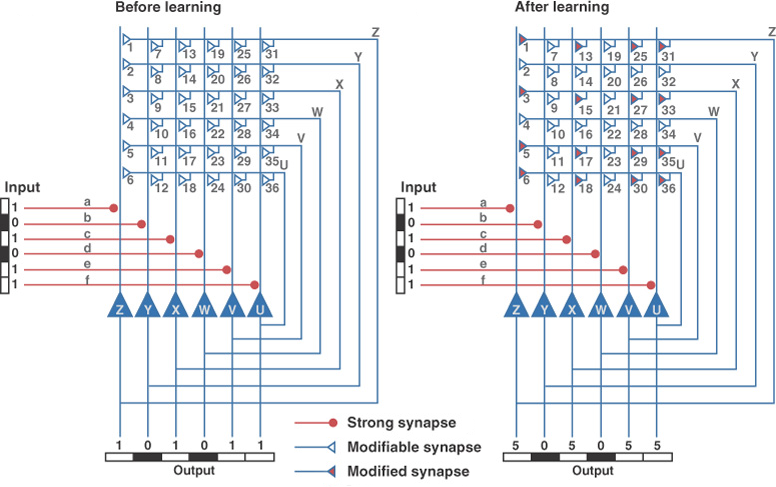 Before learning
After learning
Z
Z
1 7 13 19 25 31
1 7 13 19 25 31
Y
Y
2 8 14 20 26 32
2 8 14 20 26 32
X
X
3 9 15 21 27 33
3 9 15 21 27 33
W
W
4 10 16 22 28 34
4 10 16 22 28 34
V
V
5 11 17 23 29 35 U
5 11 17 23 29 35 U
6 12 18 24 30 36
6 12 18 24 30 36
Input
Input
1 a
0 b
1 c
0 d
1 e
1 f
1 a
0 b
1 c
0 d
1 e
1 f
Z Y X W V U
Z Y X W V U
1 0 1 0 1 1
Output
Strong synapse
Modifiable synapse
Modified synapse
5 0 5 0 5 5
Output